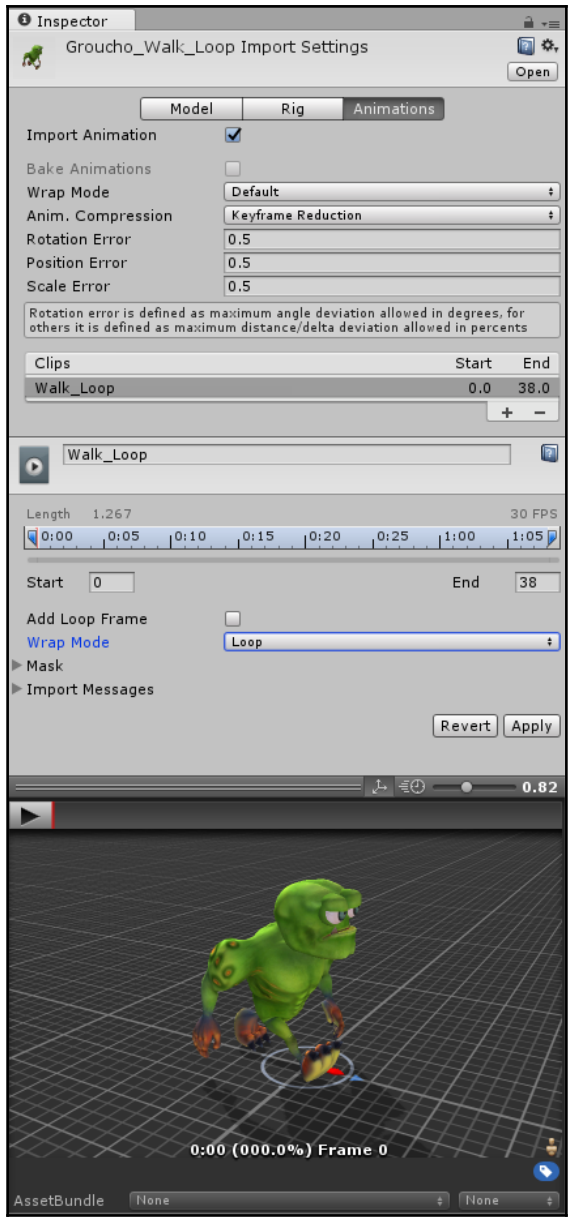 Inspector
Groucho_Walk_Loop Import Settings
Open
Model Rig Animations
Import Animation
Bake Animations
Wrap Mode Default
Anim. Compression Keyframe Reduction
Rotation Error 0.5
Position Error 0.5
Scale Error 0.5
Rotation error is defined as maximum angle deviation allowed in degrees, for
others it is defined as maximum distance/delta deviation allowed in percents
Clips Start End
Walk_Loop 0.0 38.0
+ −
Walk_Loop
Length 1.267 30 FPS
0:00 0:05 0:10 0:15 0:20 0:25 1:00 1:05
Start 0 End 38
Add Loop Frame
Wrap Mode Loop
Mask
Import Messages
Revert Apply
0.82
0:00 (000.0%) Frame 0
AssetBundle None None